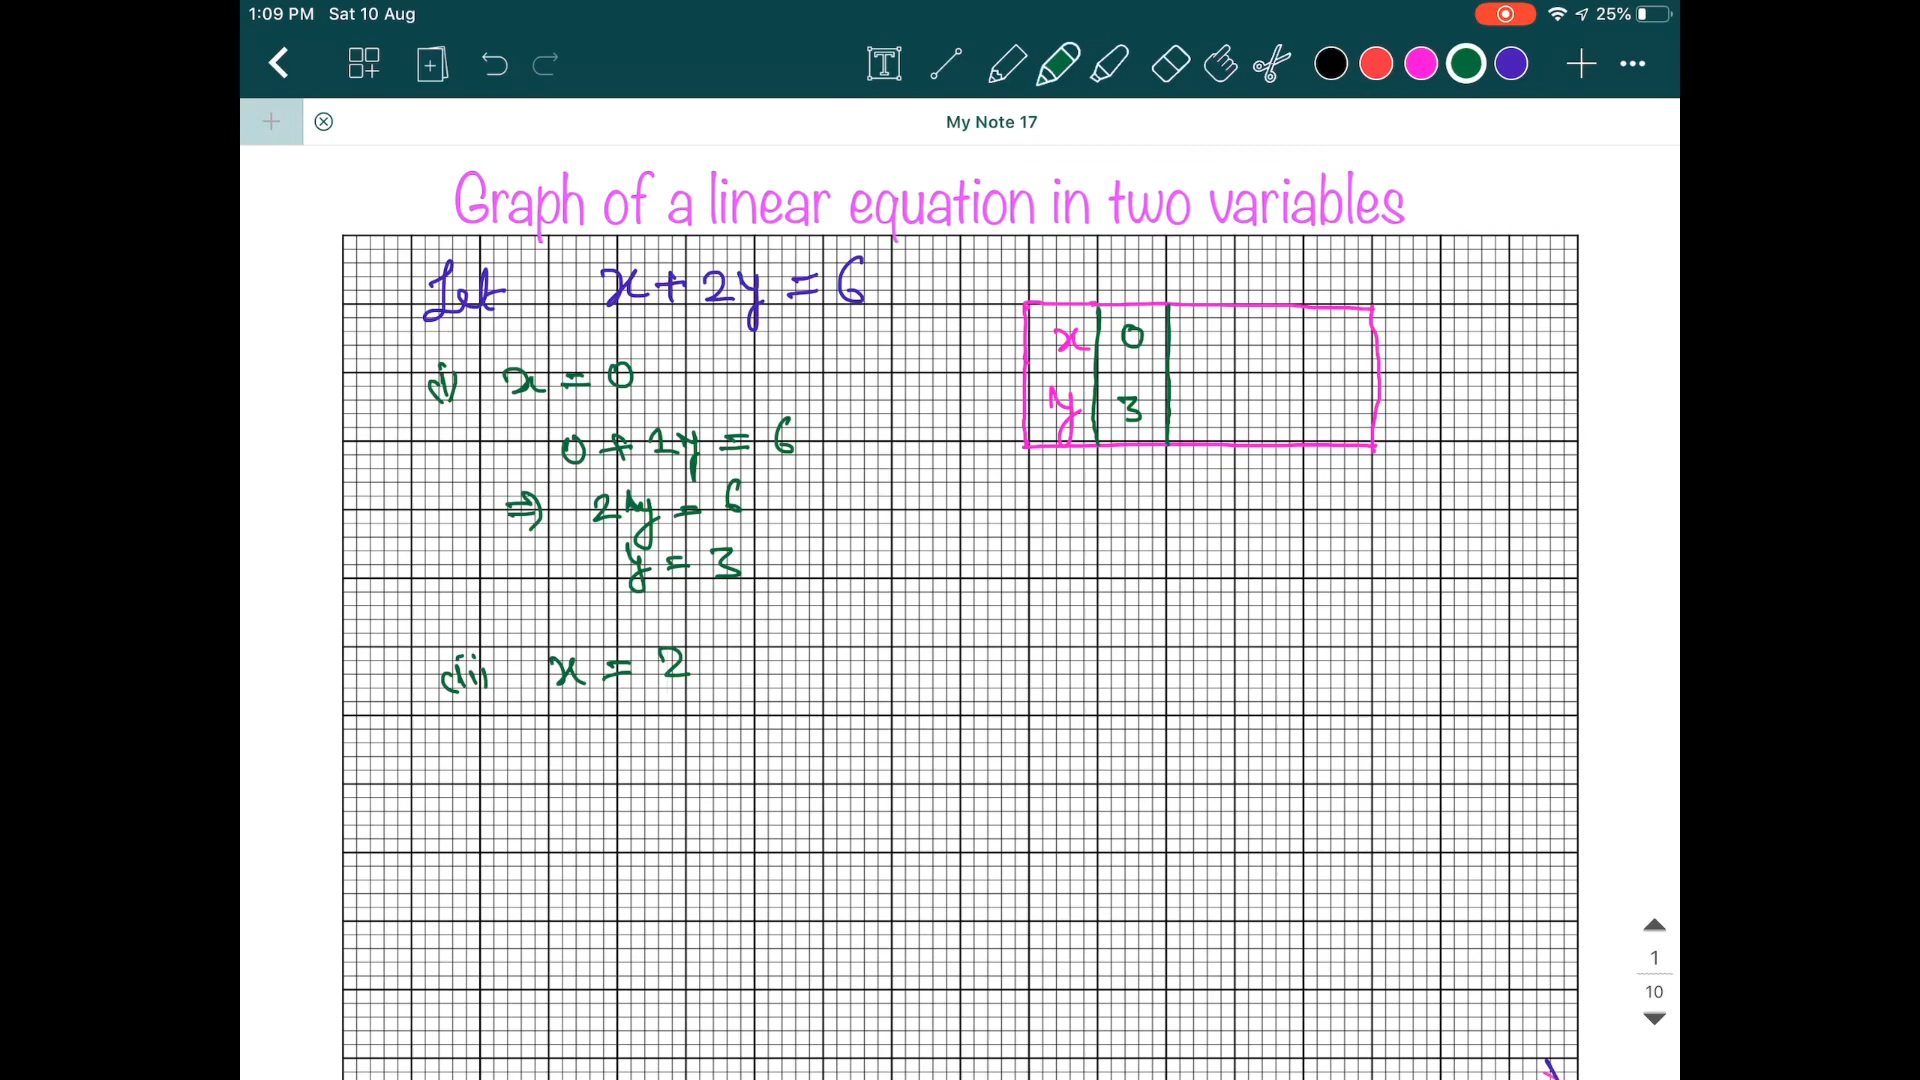 1:09 PM Sat 10 Aug 25%
My Note 17
Graph of a linear equation in two variables
Let x + 2y = 6
x 0
y 3
(i) x = 0
0 + 2y = 6
⇒ 2y = 6
y = 3
(ii) x = 2
1
10